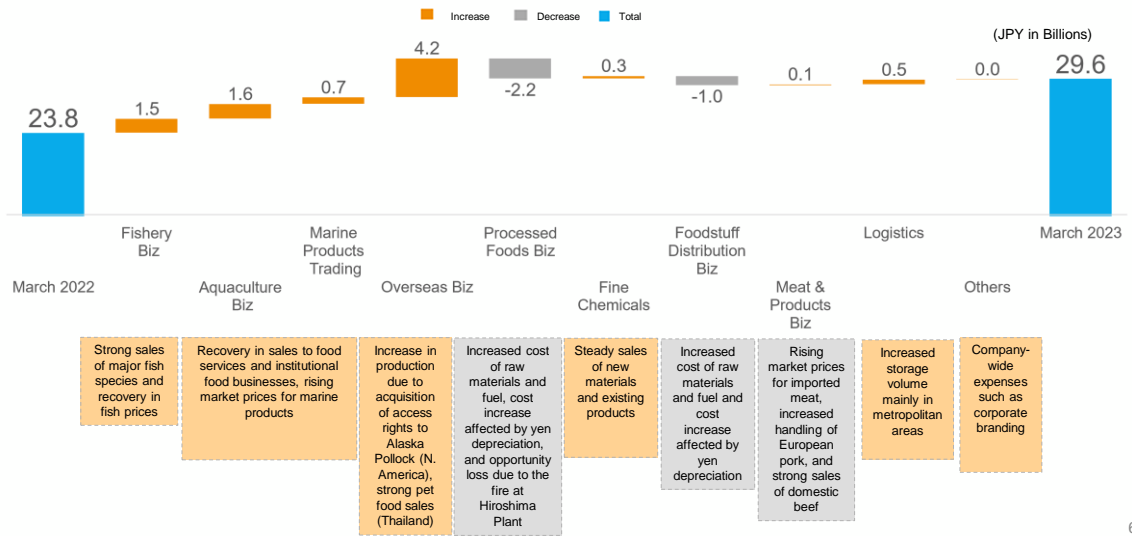 Increase
Decrease
Total
(JPY in Billions)
23.8
1.5
1.6
0.7
4.2
-2.2
0.3
-1.0
0.1
0.5
0.0
29.6
March 2022
Fishery
Biz
Aquaculture
Biz
Marine
Products
Trading
Overseas Biz
Processed
Foods Biz
Fine
Chemicals
Foodstuff
Distribution
Biz
Meat &
Products
Biz
Logistics
Others
March 2023
Strong sales
of major fish
species and
recovery in
fish prices
Recovery in sales to food
services and institutional
food businesses, rising
market prices for marine
products
Increase in
production
due to
acquisition
of access
rights to
Alaska
Pollock (N.
America),
strong pet
food sales
(Thailand)
Increased cost
of raw
materials and
fuel, cost
increase
affected by yen
depreciation,
and opportunity
loss due to the
fire at
Hiroshima
Plant
Steady sales
of new
materials
and existing
products
Increased
cost of raw
materials
and fuel and
cost
increase
affected by
yen
depreciation
Rising
market prices
for imported
meat,
increased
handling of
European
pork, and
strong sales
of domestic
beef
Increased
storage
volume
mainly in
metropolitan
areas
Company-
wide
expenses
such as
corporate
branding
6